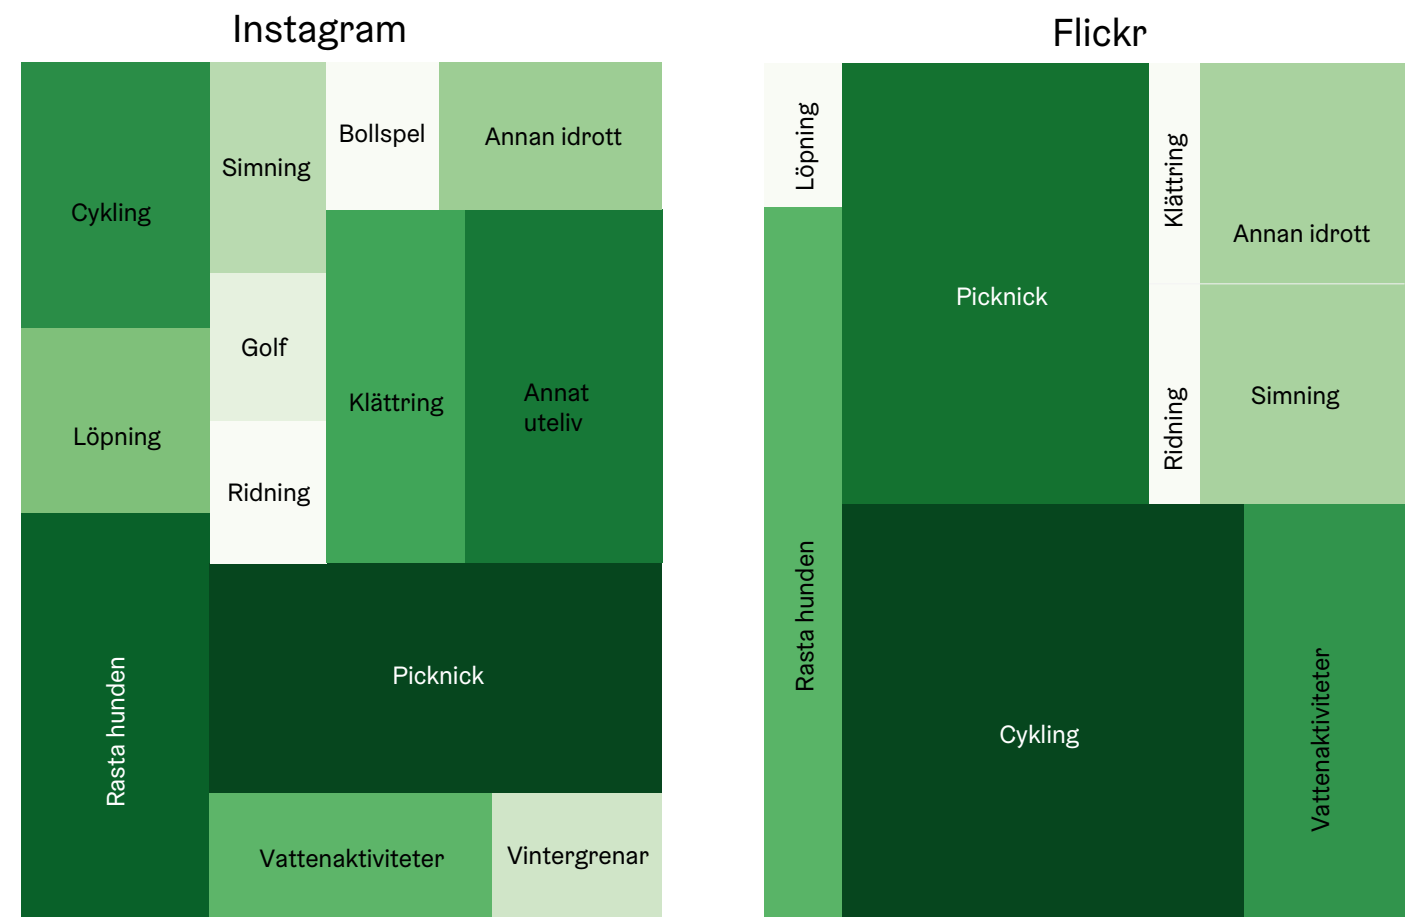 Instagram
Cykling
Löpning
Rasta hunden
Simning
Golf
Ridning
Bollspel
Annan idrott
Klättring
Annat
uteliv
Picknick
Vattenaktiviteter
Vintergrenar
Flickr
Löpning
Rasta hunden
Picknick
Klättring
Ridning
Annan idrott
Simning
Cykling
Vattenaktiviteter